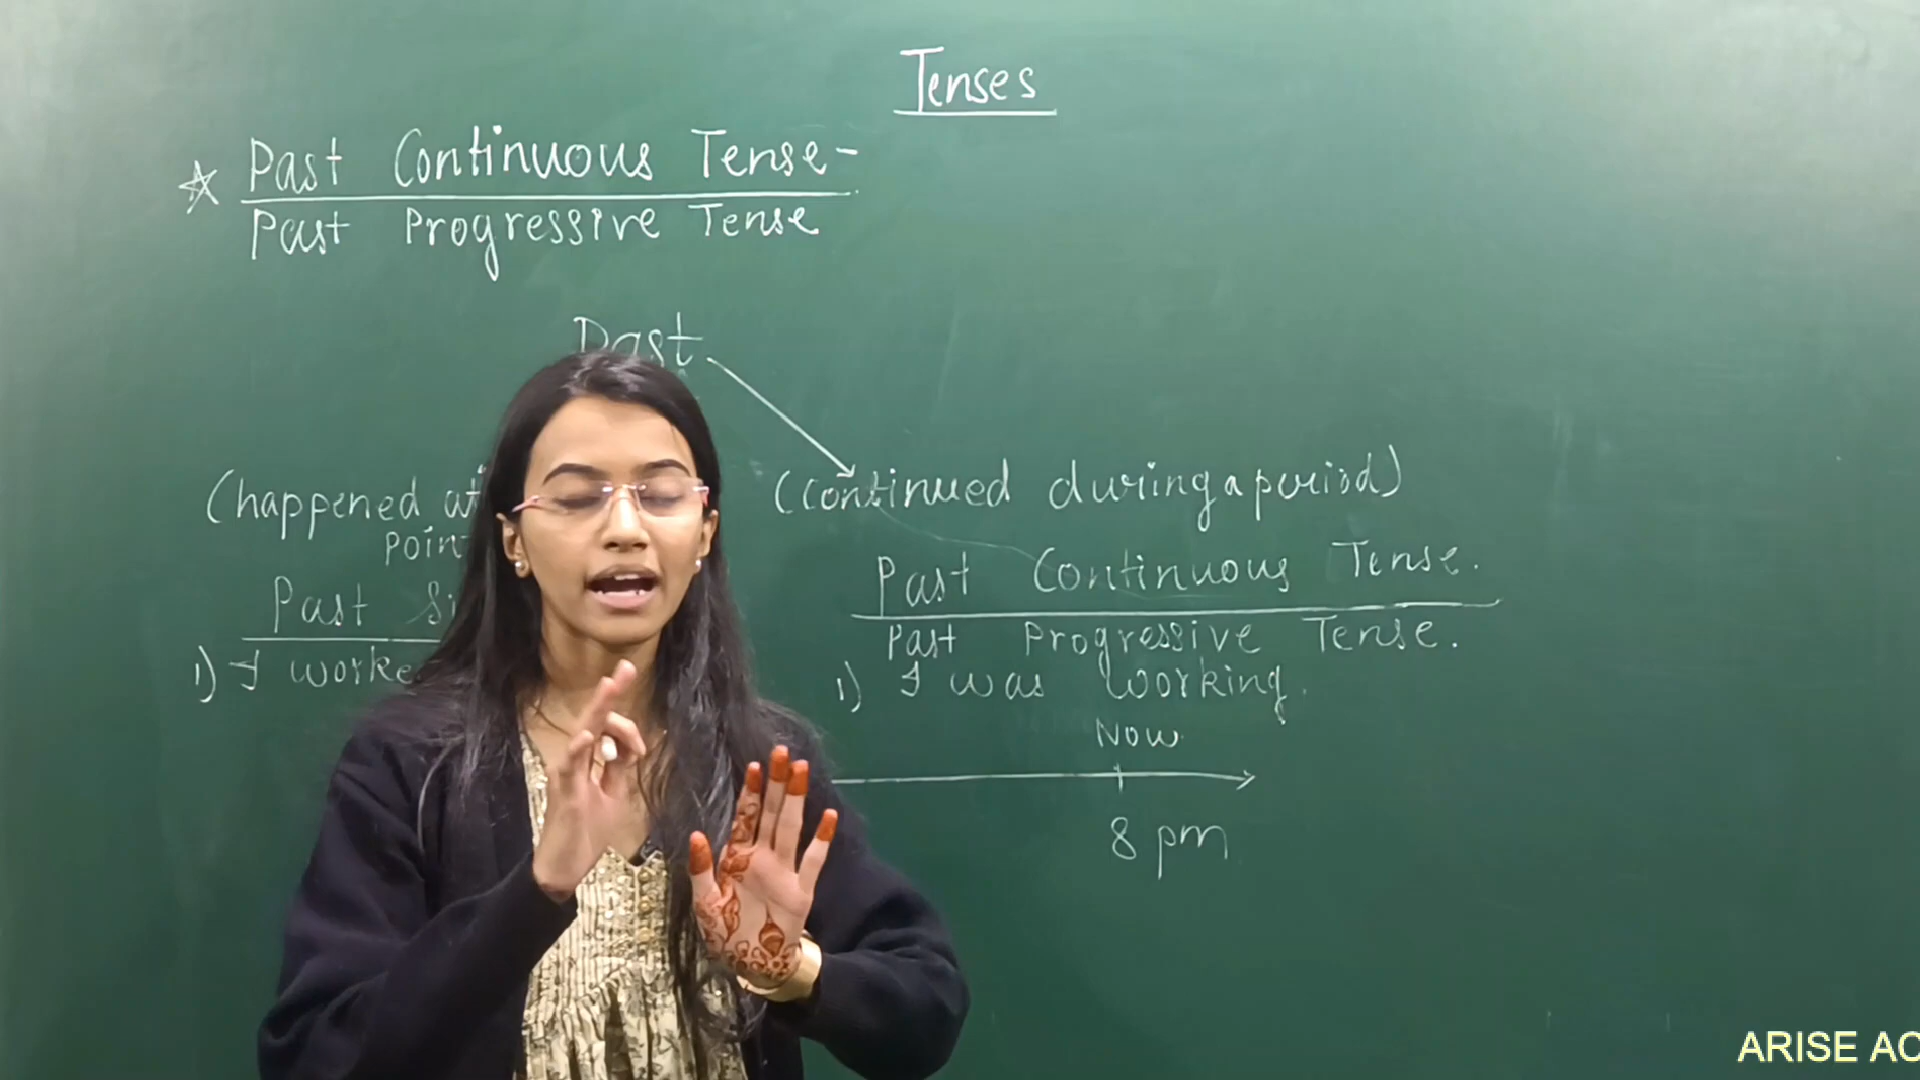 Tenses
Past Continuous Tense-
Past Progressive Tense
Past
(happened at
point
(continued during a period)
Past Continuous Tense.
Past Progressive Tense.
Past
1) I worke
1) I was working.
Now
8 pm
ARISE AC